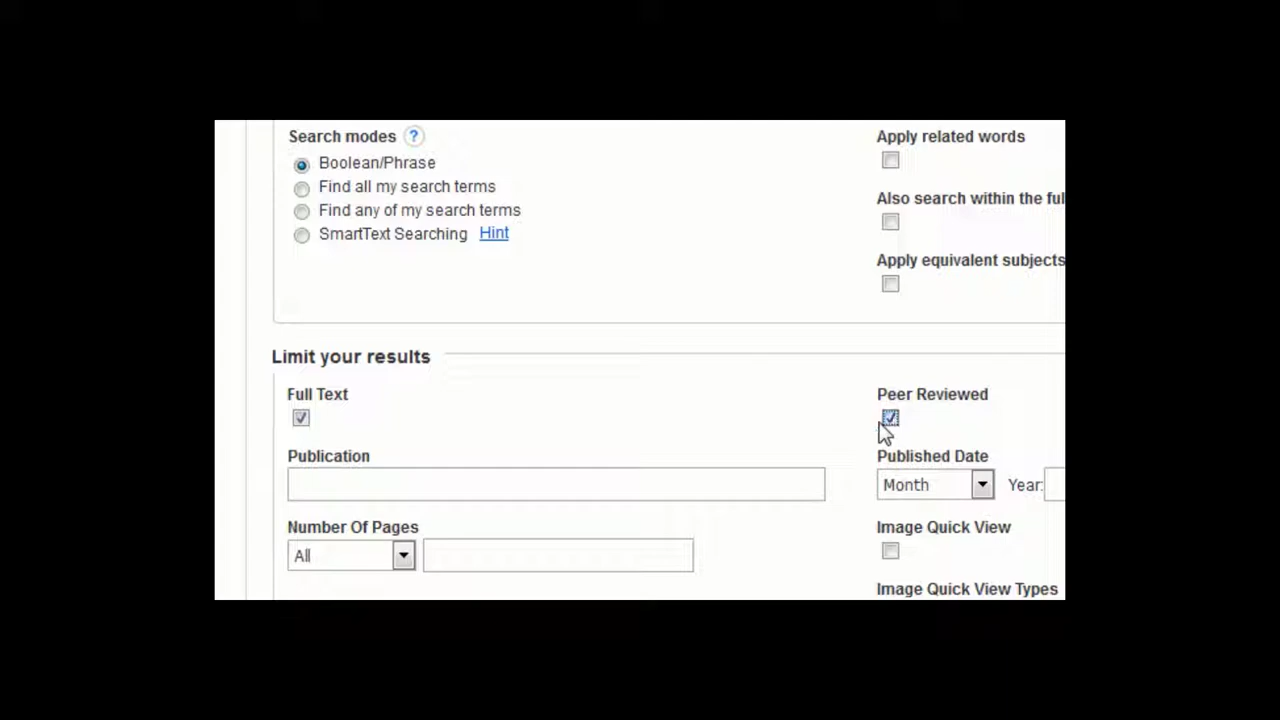 Search modes ?
Boolean/Phrase
Find all my search terms
Find any of my search terms
SmartText Searching Hint
Apply related words
Also search within the
Apply equivalent subjects
Limit your results
Full Text
Publication
Number Of Pages
All
Peer Reviewed
Published Date
Month Year:
Image Quick View
Image Quick View Types